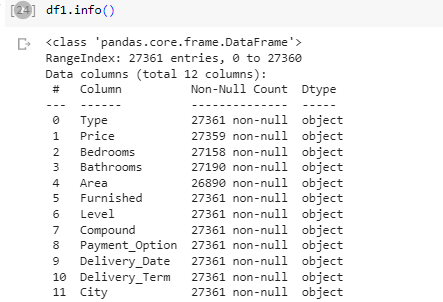 [24] df1.info()
<class 'pandas.core.frame.DataFrame'>
RangeIndex: 27361 entries, 0 to 27360
Data columns (total 12 columns):
 #   Column          Non-Null Count  Dtype
---  ------          --------------  -----
 0   Type            27361 non-null  object
 1   Price           27359 non-null  object
 2   Bedrooms        27158 non-null  object
 3   Bathrooms       27190 non-null  object
 4   Area            26890 non-null  object
 5   Furnished       27361 non-null  object
 6   Level           27361 non-null  object
 7   Compound        27361 non-null  object
 8   Payment_Option  27361 non-null  object
 9   Delivery_Date   27361 non-null  object
 10  Delivery_Term   27361 non-null  object
 11  City            27361 non-null  object